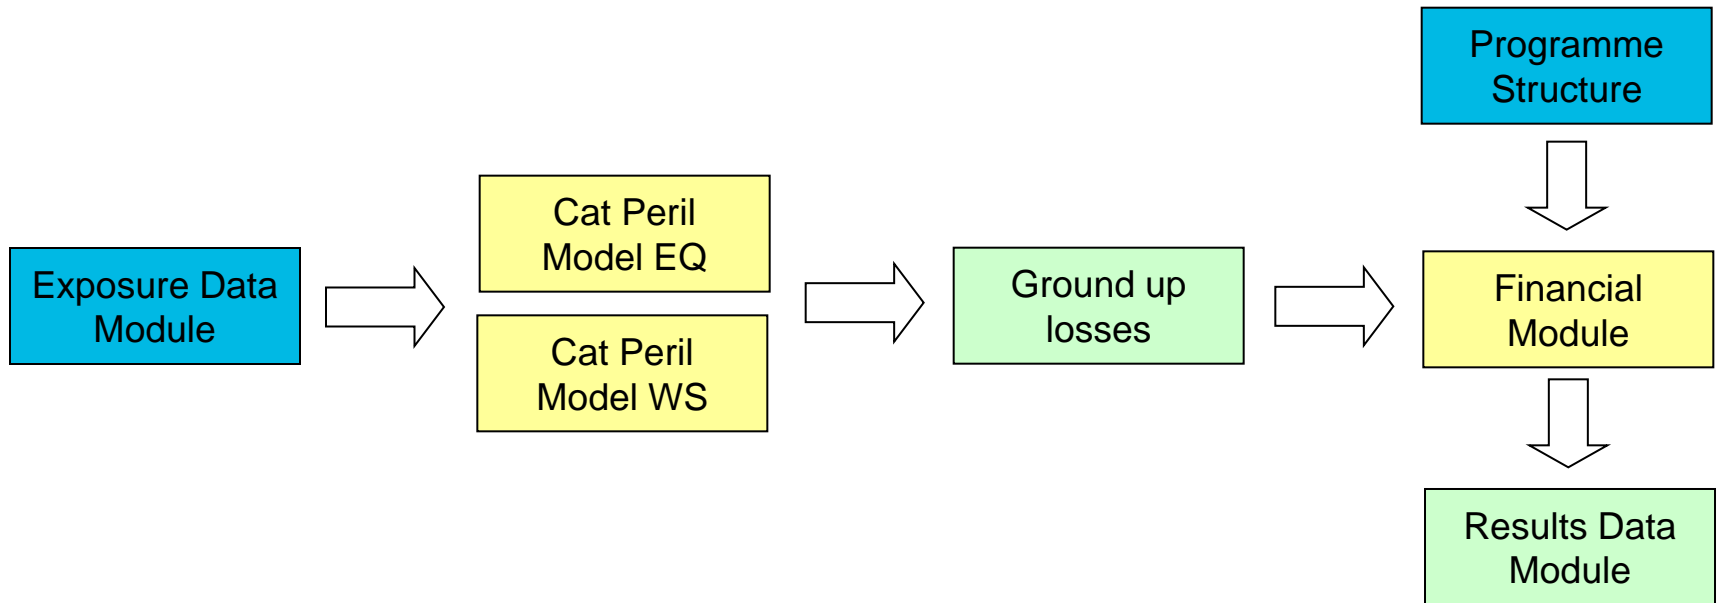 Programme
Structure
Exposure Data
Module
Cat Peril
Model EQ
Cat Peril
Model WS
Ground up
losses
Financial
Module
Results Data
Module